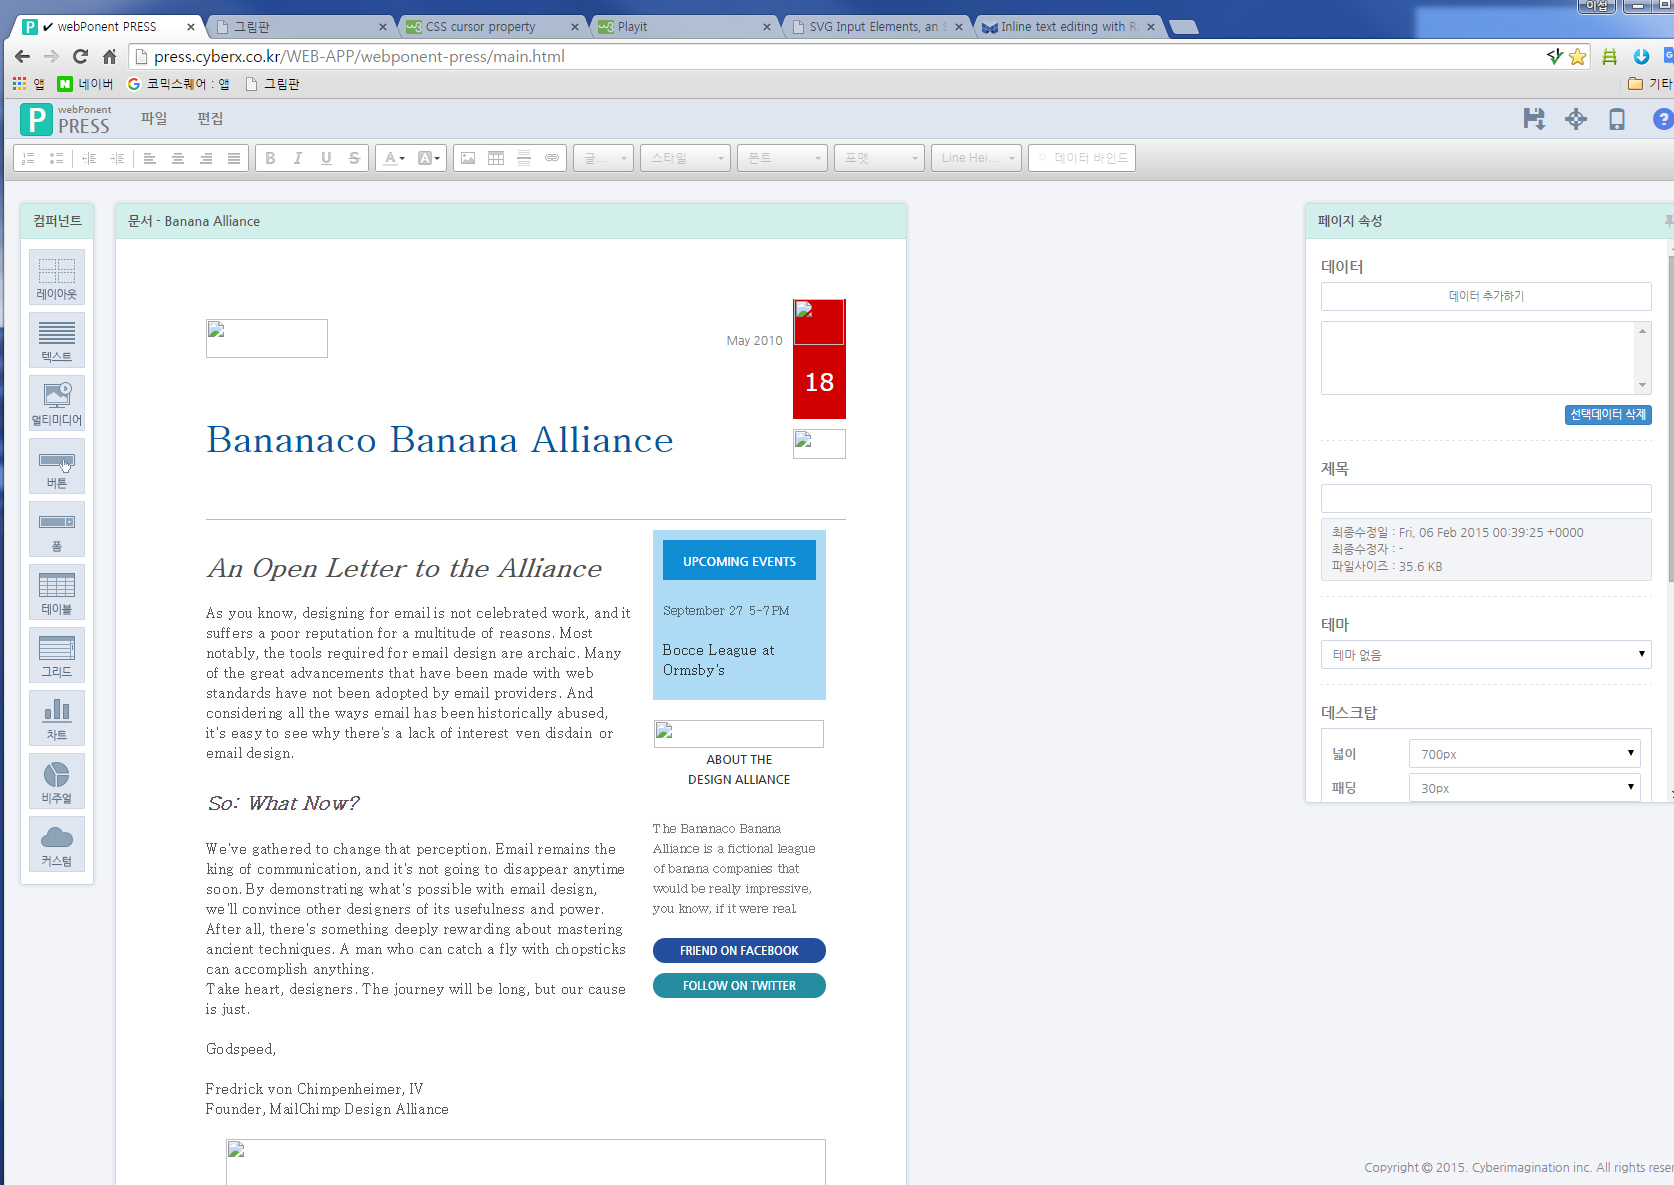 이섭
✔ webPonent PRESS
그림판
CSS cursor property
Playit
SVG Input Elements, an S
Inline text editing with R
press.cyberx.co.kr/WEB-APP/webponent-press/main.html
앱
네이버
코믹스퀘어 : 앱
그림판
기타
webPonent
PRESS
파일
편집
글...
스타일
폰트
포맷
Line Hei...
데이터 바인드
컴퍼넌트
레이아웃
텍스트
멀티미디어
버튼
폼
테이블
그리드
차트
비주얼
커스텀
문서 - Banana Alliance
May 2010
18
Bananaco Banana Alliance
An Open Letter to the Alliance
As you know, designing for email is not celebrated work, and it
suffers a poor reputation for a multitude of reasons. Most
notably, the tools required for email design are archaic. Many
of the great advancements that have been made with web
standards have not been adopted by email providers. And
considering all the ways email has been historically abused,
it's easy to see why there's a lack of interest ven disdain or
email design.
So: What Now?
We've gathered to change that perception. Email remains the
king of communication, and it's not going to disappear anytime
soon. By demonstrating what's possible with email design,
we'll convince other designers of its usefulness and power.
After all, there's something deeply rewarding about mastering
ancient techniques. A man who can catch a fly with chopsticks
can accomplish anything.
Take heart, designers. The journey will be long, but our cause
is just.
Godspeed,
Fredrick von Chimpenheimer, IV
Founder, MailChimp Design Alliance
UPCOMING EVENTS
September 27 5-7PM
Bocce League at
Ormsby's
ABOUT THE
DESIGN ALLIANCE
The Bananaco Banana
Alliance is a fictional league
of banana companies that
would be really impressive,
you know, if it were real.
FRIEND ON FACEBOOK
FOLLOW ON TWITTER
페이지 속성
데이터
데이터 추가하기
선택데이터 삭제
제목
최종수정일 : Fri, 06 Feb 2015 00:39:25 +0000
최종수정자 : -
파일사이즈 : 35.6 KB
테마
테마 없음
데스크탑
넓이
700px
패딩
30px
Copyright © 2015. Cyberimagination inc. All rights reser